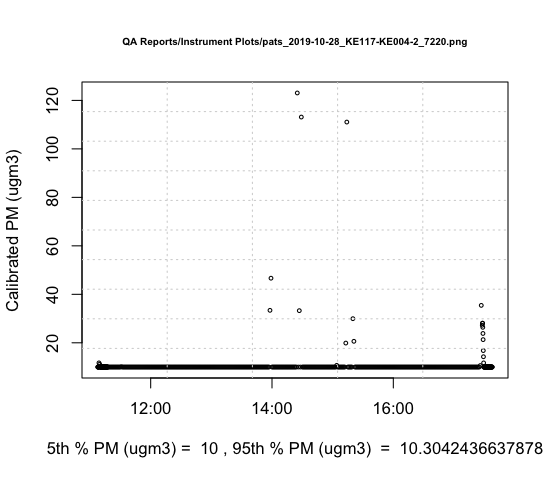 QA Reports/Instrument Plots/pats_2019-10-28_KE117-KE004-2_7220.png
Calibrated PM (ugm3)
120
100
80
60
40
20
12:00 14:00 16:00
5th % PM (ugm3) = 10 , 95th % PM (ugm3) = 10.3042436637878